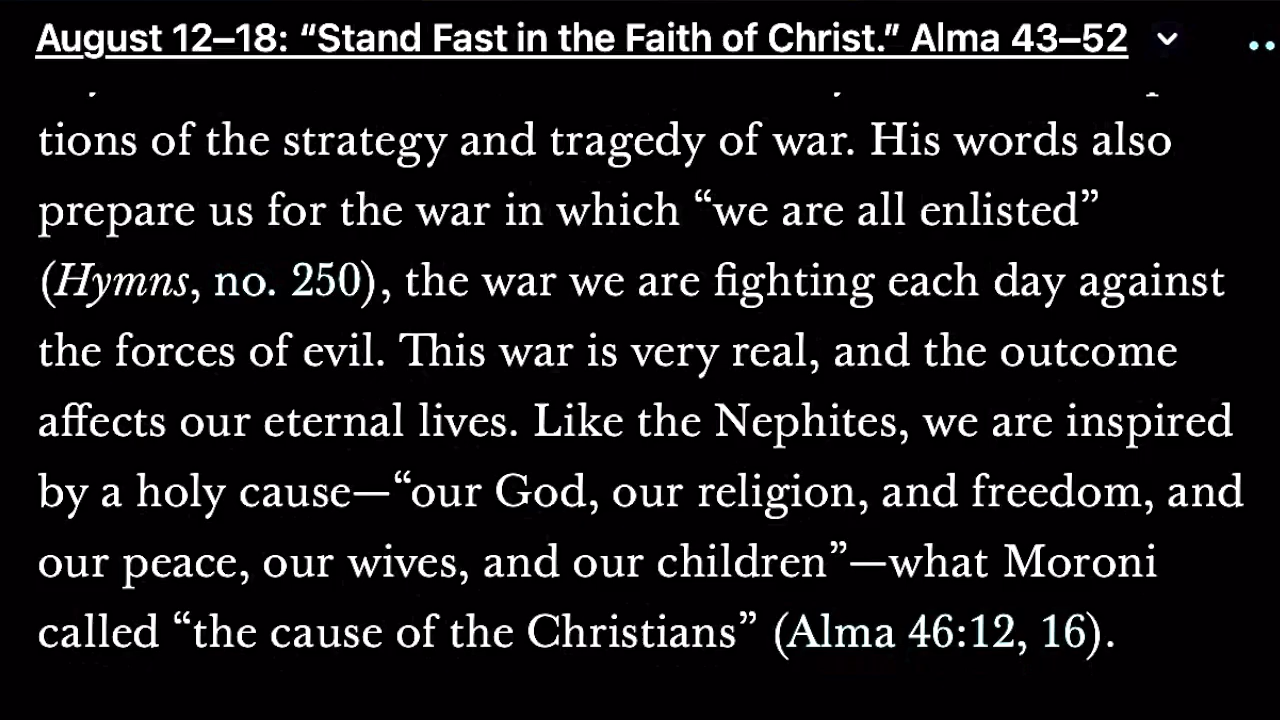 August 12–18: “Stand Fast in the Faith of Christ.” Alma 43–52
tions of the strategy and tragedy of war. His words also
prepare us for the war in which “we are all enlisted”
(Hymns, no. 250), the war we are fighting each day against
the forces of evil. This war is very real, and the outcome
affects our eternal lives. Like the Nephites, we are inspired
by a holy cause—“our God, our religion, and freedom, and
our peace, our wives, and our children”—what Moroni
called “the cause of the Christians” (Alma 46:12, 16).